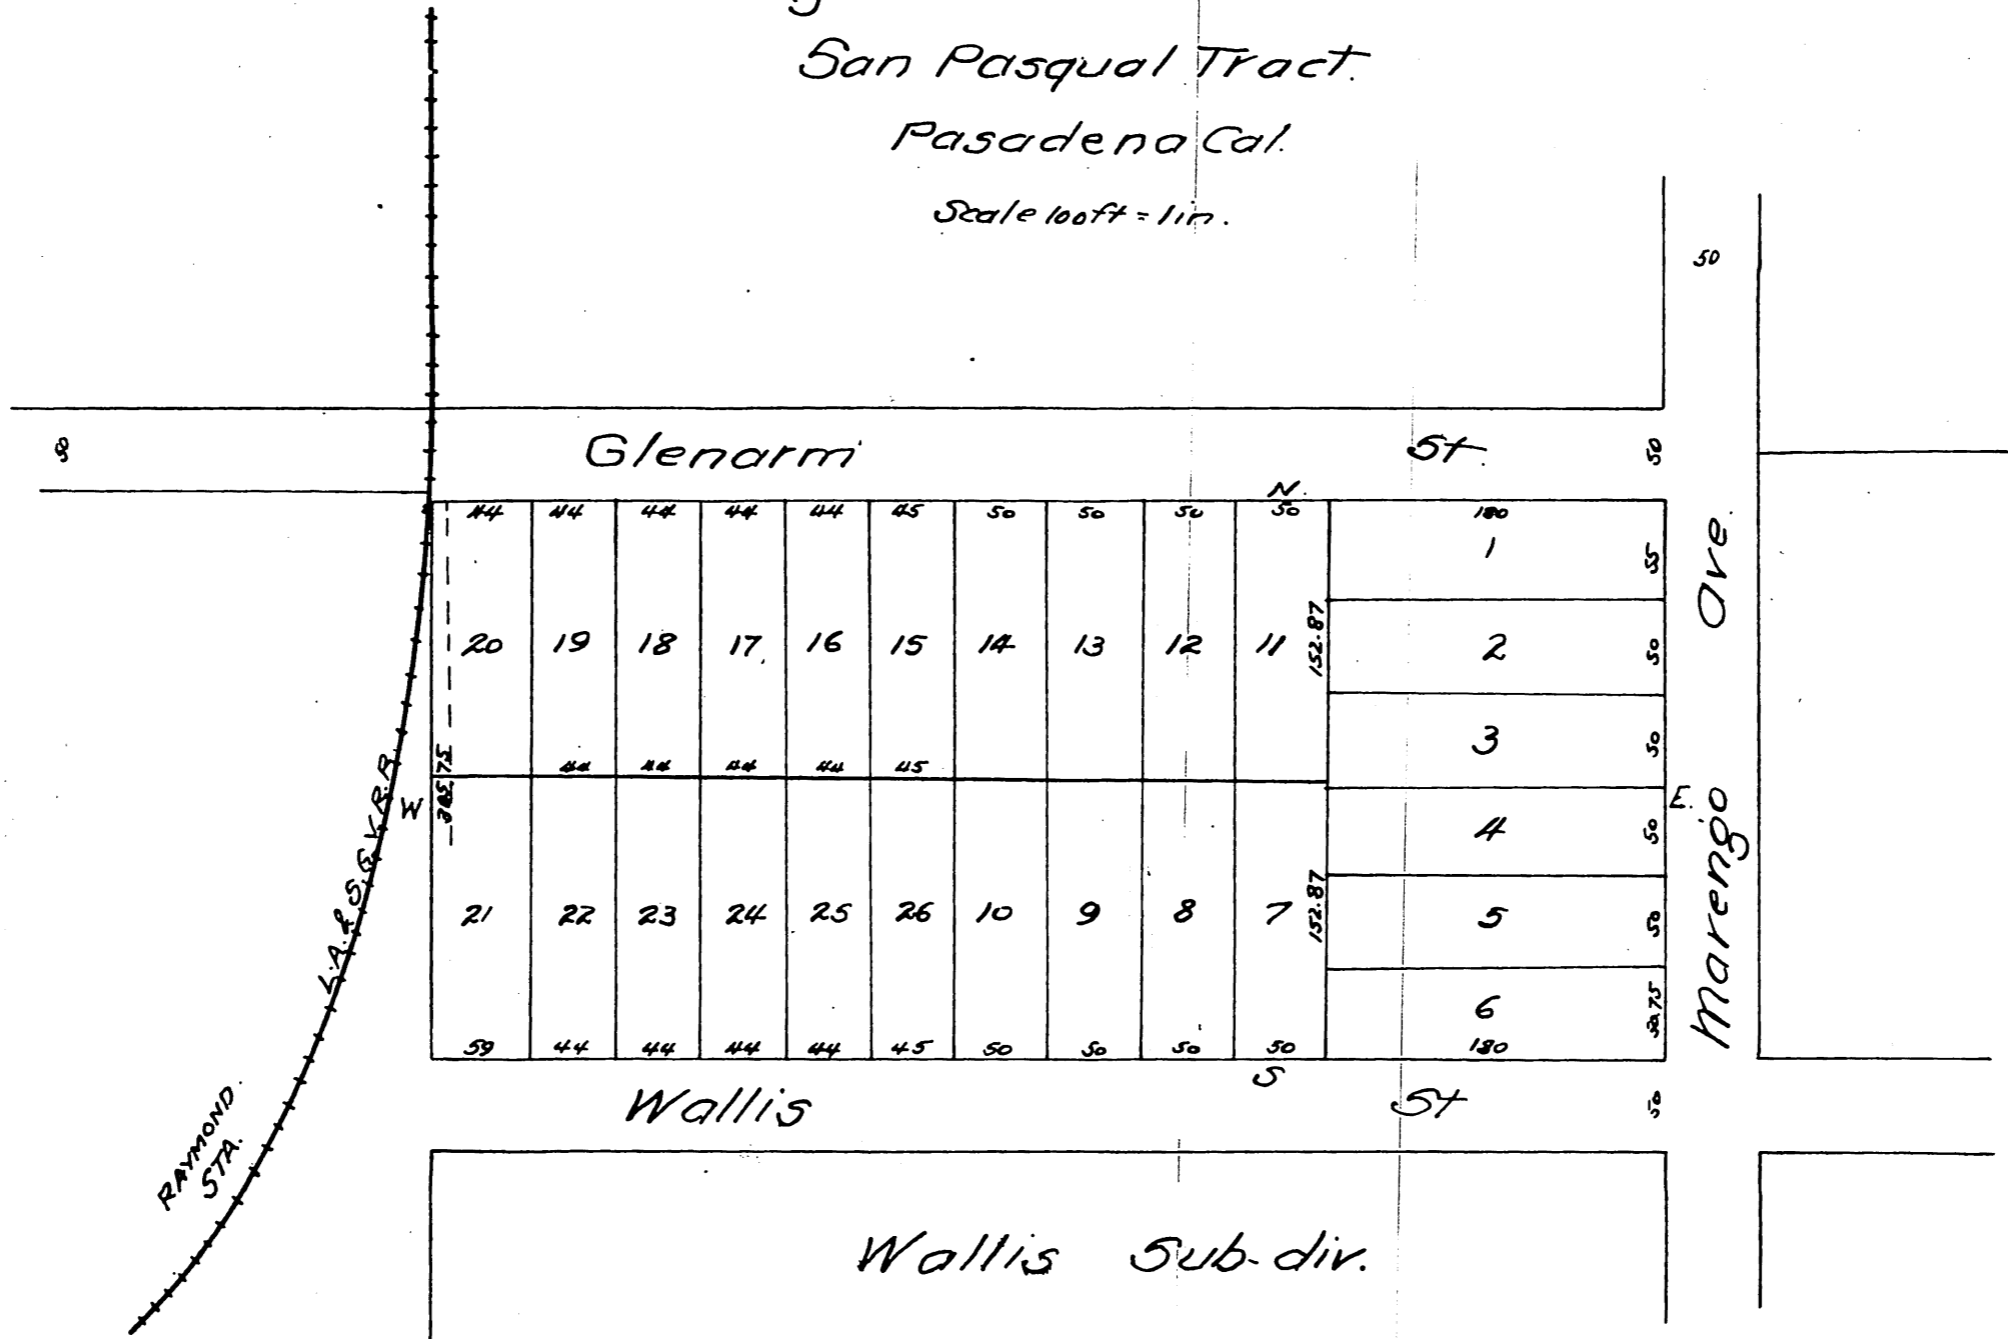 San Pasqual Tract.
Pasadena Cal.
Scale 100ft = 1in.
50
Glenarm St. 50
N.
44 44 44 44 44 45 50 50 50 50 180
1 55
20 19 18 17 16 15 14 13 12 11 152.87 2 50
3 50
44 44 44 44 45
W 305.75 E.
4 50
21 22 23 24 25 26 10 9 8 7 152.87 5 50
6 50.75
59 44 44 44 44 45 50 50 50 50 180
S
Marengo Ave.
L.A. & S.G.V.R.R.
Wallis St 50
RAYMOND.
STA.
Wallis Sub-div.